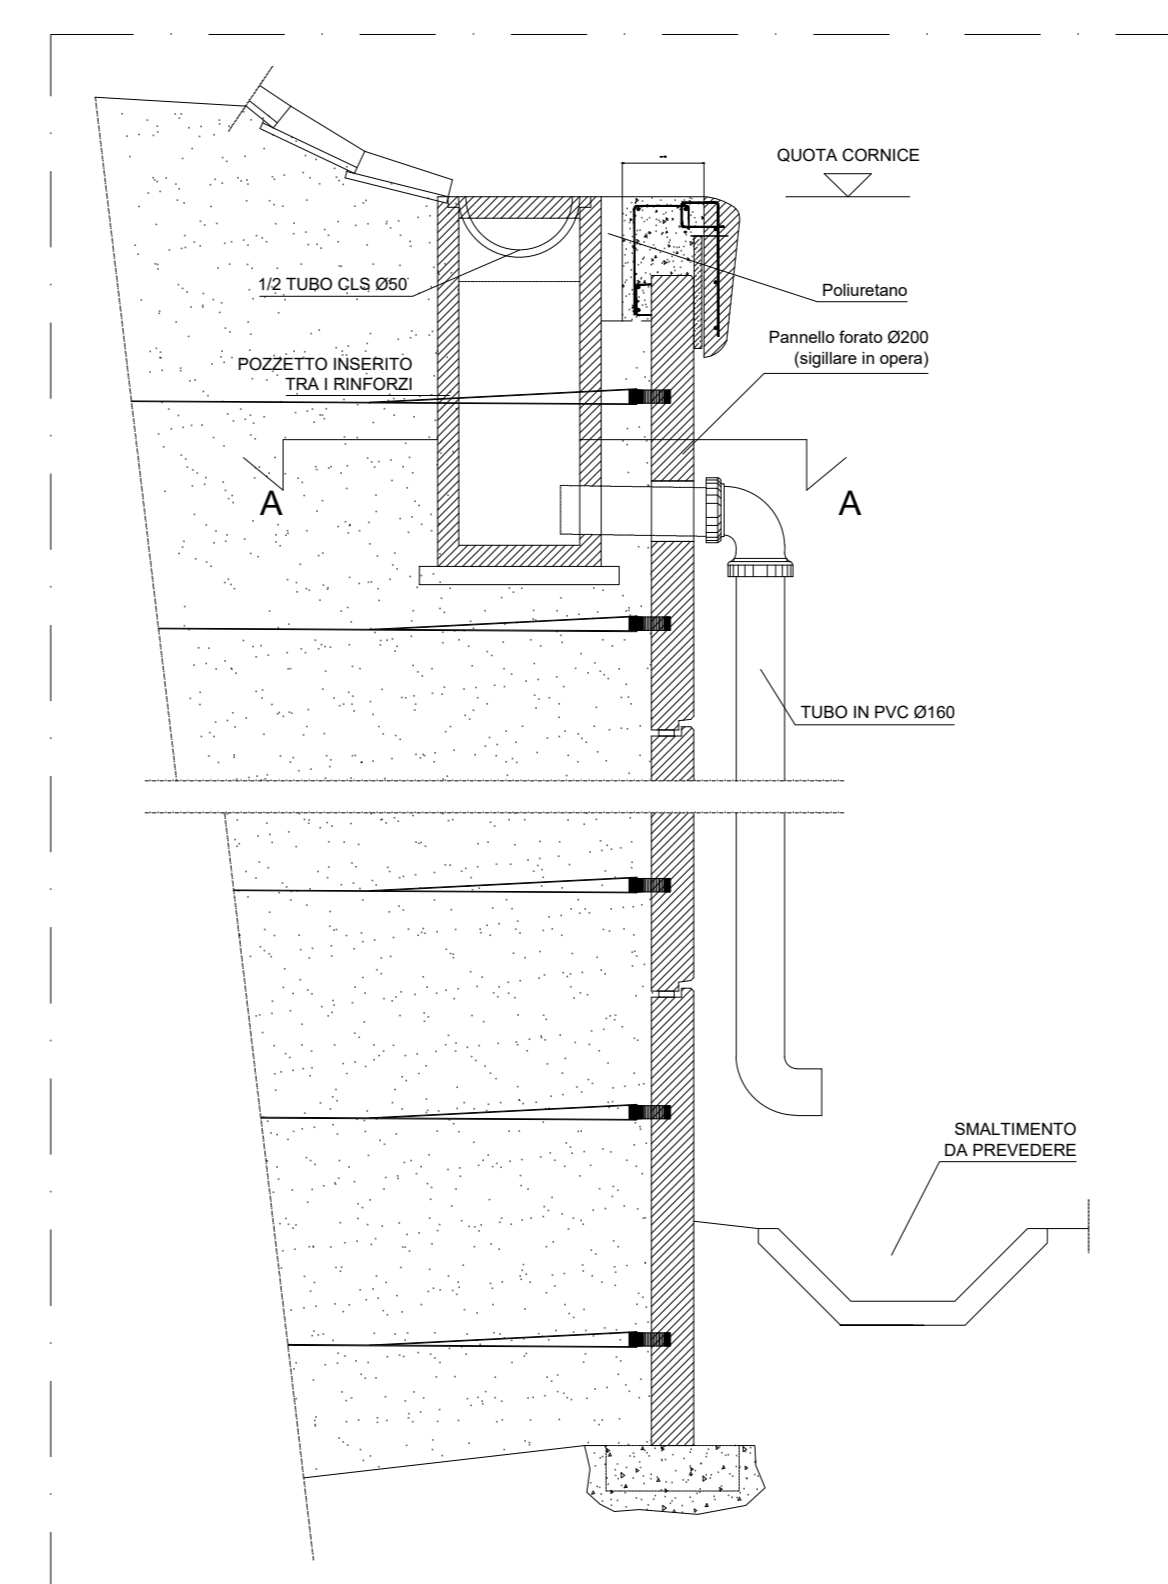 QUOTA CORNICE
1/2 TUBO CLS Ø50
Poliuretano
Pannello forato Ø200
(sigillare in opera)
POZZETTO INSERITO
TRA I RINFORZI
A
A
TUBO IN PVC Ø160
SMALTIMENTO
DA PREVEDERE